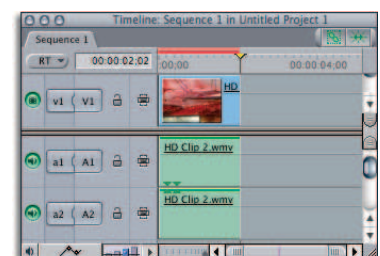 Timeline: Sequence 1 in Untitled Project 1
Sequence 1
RT 00:00:02;02 00;00 00:00:04;00
v1 V1 HD
a1 A1 HD Clip 2.wmv
a2 A2 HD Clip 2.wmv